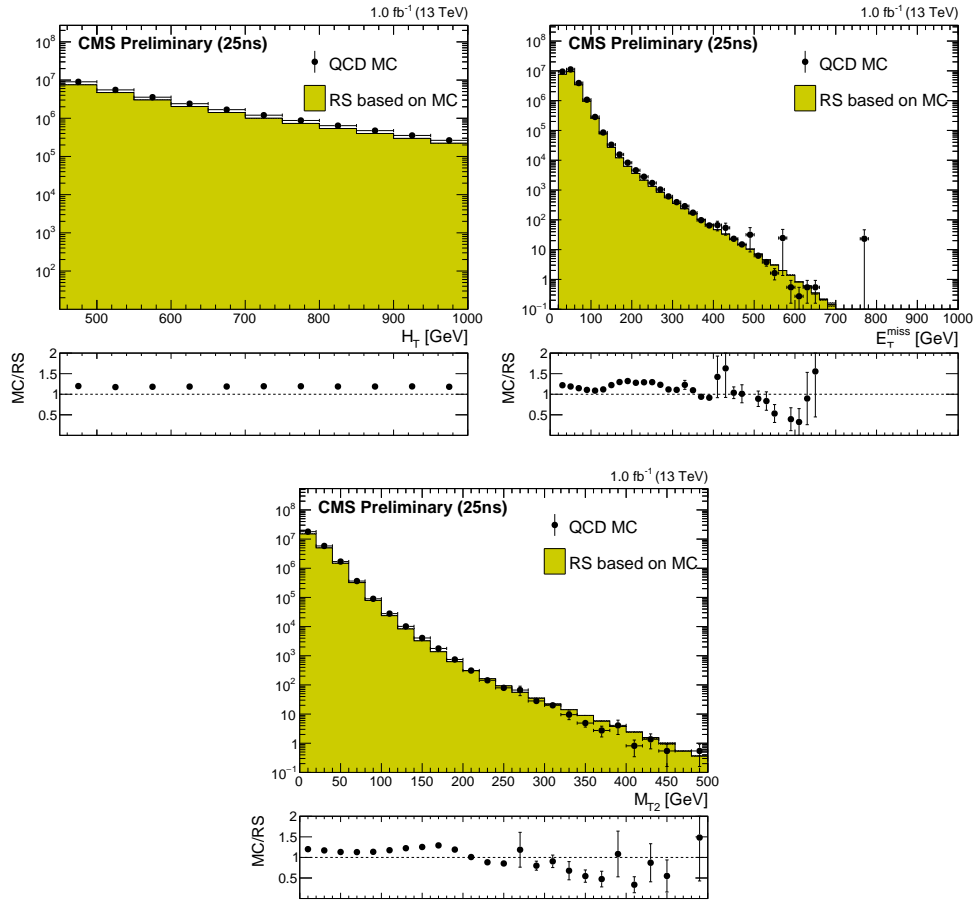 1.0 fb⁻¹ (13 TeV)
CMS Preliminary (25ns)
QCD MC
RS based on MC
10⁸
10⁷
10⁶
10⁵
10⁴
10³
10²
500 600 700 800 900 1000
H_T [GeV]
MC/RS
2
1.5
1
0.5
1.0 fb⁻¹ (13 TeV)
CMS Preliminary (25ns)
QCD MC
RS based on MC
10⁸
10⁷
10⁶
10⁵
10⁴
10³
10²
10
1
10⁻¹
0 100 200 300 400 500 600 700 800 900 1000
E_T^miss [GeV]
MC/RS
2
1.5
1
0.5
1.0 fb⁻¹ (13 TeV)
CMS Preliminary (25ns)
QCD MC
RS based on MC
10⁸
10⁷
10⁶
10⁵
10⁴
10³
10²
10
1
10⁻¹
0 50 100 150 200 250 300 350 400 450 500
M_T2 [GeV]
MC/RS
2
1.5
1
0.5